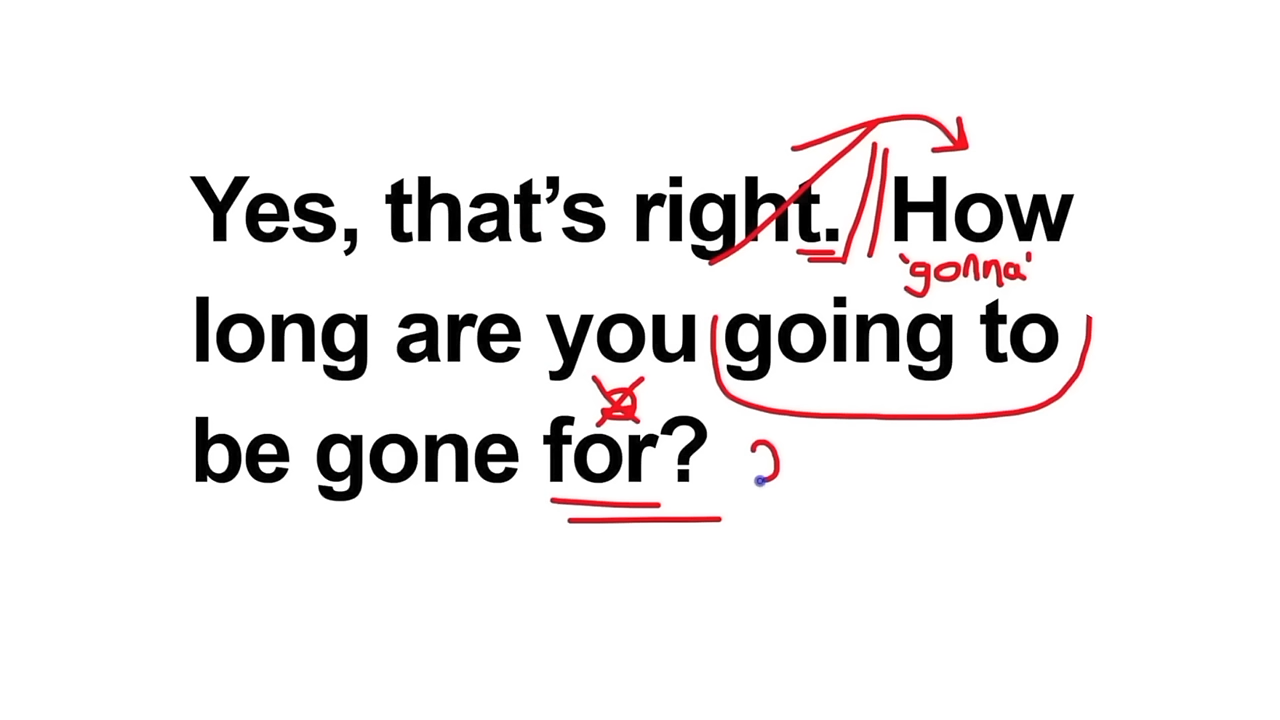 Yes, that’s right. How
'gonna'
long are you going to
ə
be gone for? ?